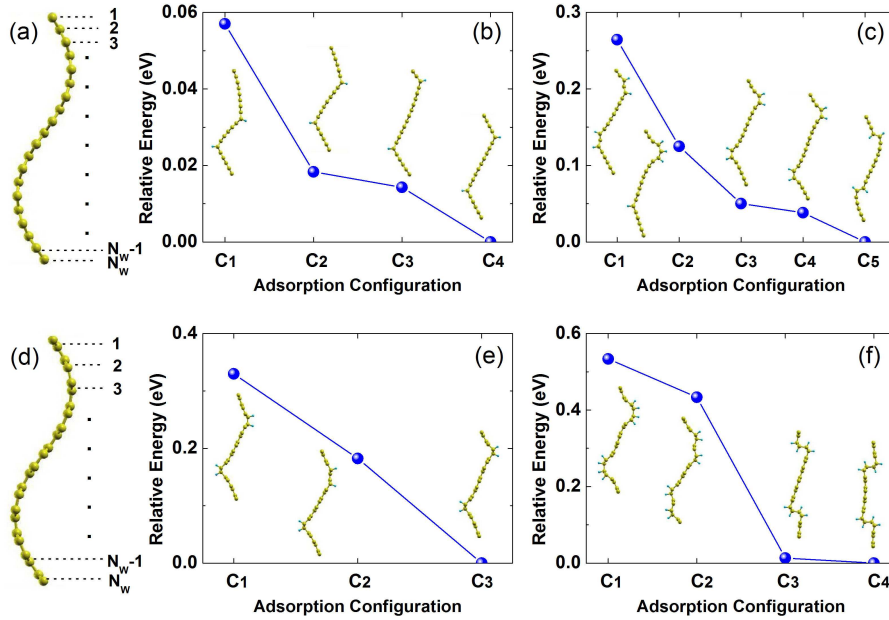 (a)
1
2
3
N_W-1
N_W
(b)
Relative Energy (eV)
0.06
0.04
0.02
0.00
C1 C2 C3 C4
Adsorption Configuration
(c)
Relative Energy (eV)
0.3
0.2
0.1
0.0
C1 C2 C3 C4 C5
Adsorption Configuration
(d)
1
2
3
N_W-1
N_W
(e)
Relative Energy (eV)
0.4
0.2
0.0
C1 C2 C3
Adsorption Configuration
(f)
Relative Energy (eV)
0.6
0.4
0.2
0.0
C1 C2 C3 C4
Adsorption Configuration